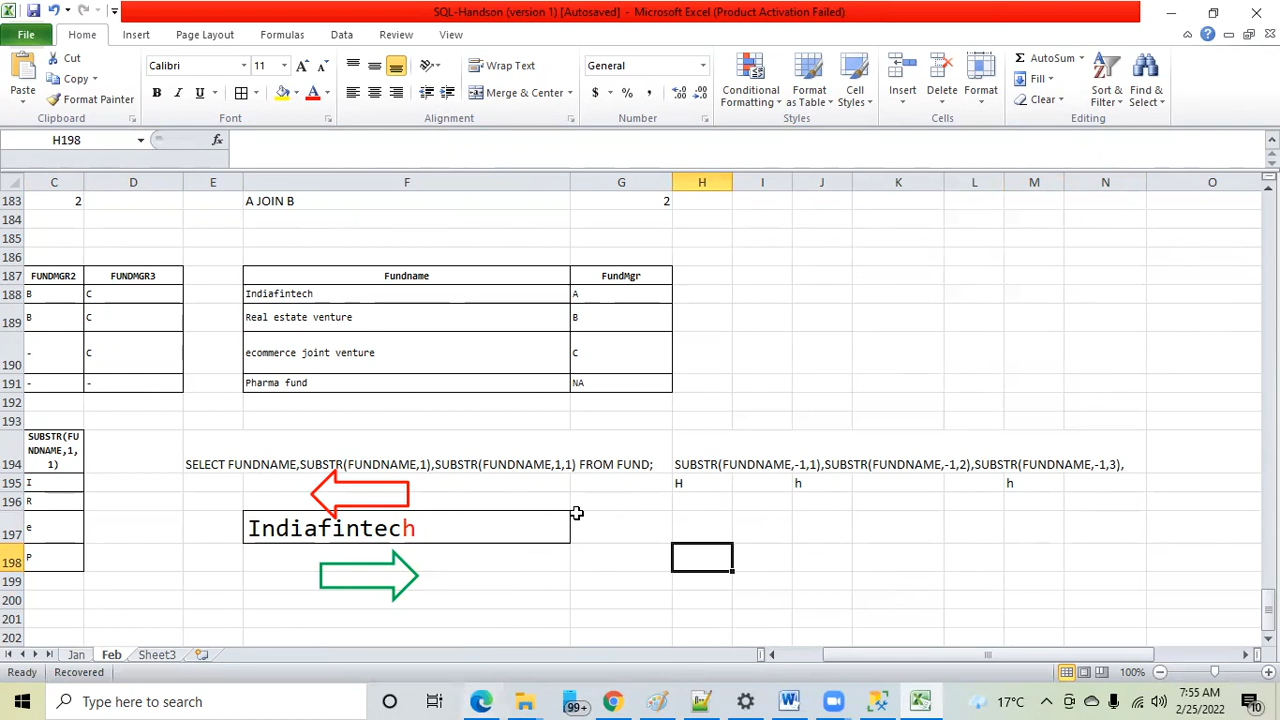 SQL-Handson (version 1) [Autosaved] - Microsoft Excel (Product Activation Failed)
File Home Insert Page Layout Formulas Data Review View
Paste
Cut
Copy
Format Painter
Calibri 11
B I U
Wrap Text
Merge & Center
General
$ % ,
Conditional Formatting
Format as Table
Cell Styles
Insert
Delete
Format
AutoSum
Fill
Clear
Sort & Filter
Find & Select
Clipboard Font Alignment Number Styles Cells Editing
H198 fx
C D E F G H I J K L M N O
183 2 A JOIN B 2
184
185
186
187 FUNDMGR2 FUNDMGR3 Fundname FundMgr
188 B C Indiafintech A
189 B C Real estate venture B
190 - C ecommerce joint venture C
191 - - Pharma fund NA
192
193
SUBSTR(FU
NDNAME,1,
1)
194 SELECT FUNDNAME,SUBSTR(FUNDNAME,1),SUBSTR(FUNDNAME,1,1) FROM FUND; SUBSTR(FUNDNAME,-1,1),SUBSTR(FUNDNAME,-1,2),SUBSTR(FUNDNAME,-1,3),
195 I H h h
196 R
197 e Indiafintech
198 P
199
200
201
202
Jan Feb Sheet3
Ready Recovered 100%
Type here to search
99+
17°C
7:55 AM
2/25/2022
10